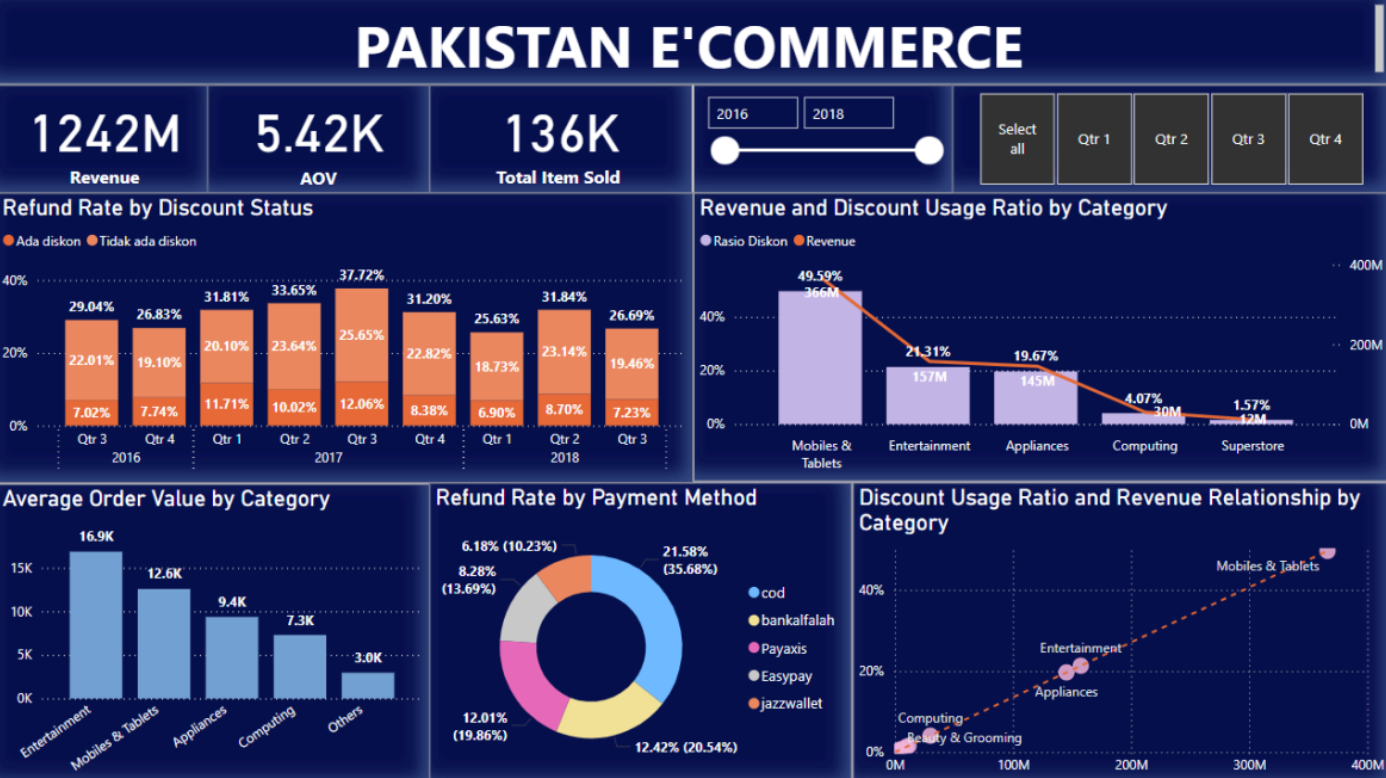 PAKISTAN E'COMMERCE
1242M
Revenue
5.42K
AOV
136K
Total Item Sold
2016 2018
Select all
Qtr 1
Qtr 2
Qtr 3
Qtr 4
Refund Rate by Discount Status
Ada diskon Tidak ada diskon
40%
20%
0%
29.04% 26.83% 31.81% 33.65% 37.72% 31.20% 25.63% 31.84% 26.69%
22.01% 19.10% 20.10% 23.64% 25.65% 22.82% 18.73% 23.14% 19.46%
7.02% 7.74% 11.71% 10.02% 12.06% 8.38% 6.90% 8.70% 7.23%
Qtr 3 Qtr 4 Qtr 1 Qtr 2 Qtr 3 Qtr 4 Qtr 1 Qtr 2 Qtr 3
2016 2017 2018
Revenue and Discount Usage Ratio by Category
Rasio Diskon Revenue
40%
20%
0%
400M
200M
0M
49.59% 21.31% 19.67% 4.07% 1.57%
366M 157M 145M 30M 12M
Mobiles &
Tablets
Entertainment
Appliances
Computing
Superstore
Average Order Value by Category
15K
10K
5K
0K
16.9K 12.6K 9.4K 7.3K 3.0K
Entertainment
Mobiles & Tablets
Appliances
Computing
Others
Refund Rate by Payment Method
6.18% (10.23%)
21.58%
(35.68%)
8.28%
(13.69%)
12.01%
(19.86%)
12.42% (20.54%)
cod
bankalfalah
Payaxis
Easypay
jazzwallet
Discount Usage Ratio and Revenue Relationship by
Category
40%
20%
0%
Mobiles & Tablets
Entertainment
Appliances
Computing
Beauty & Grooming
0M 100M 200M 300M 400M